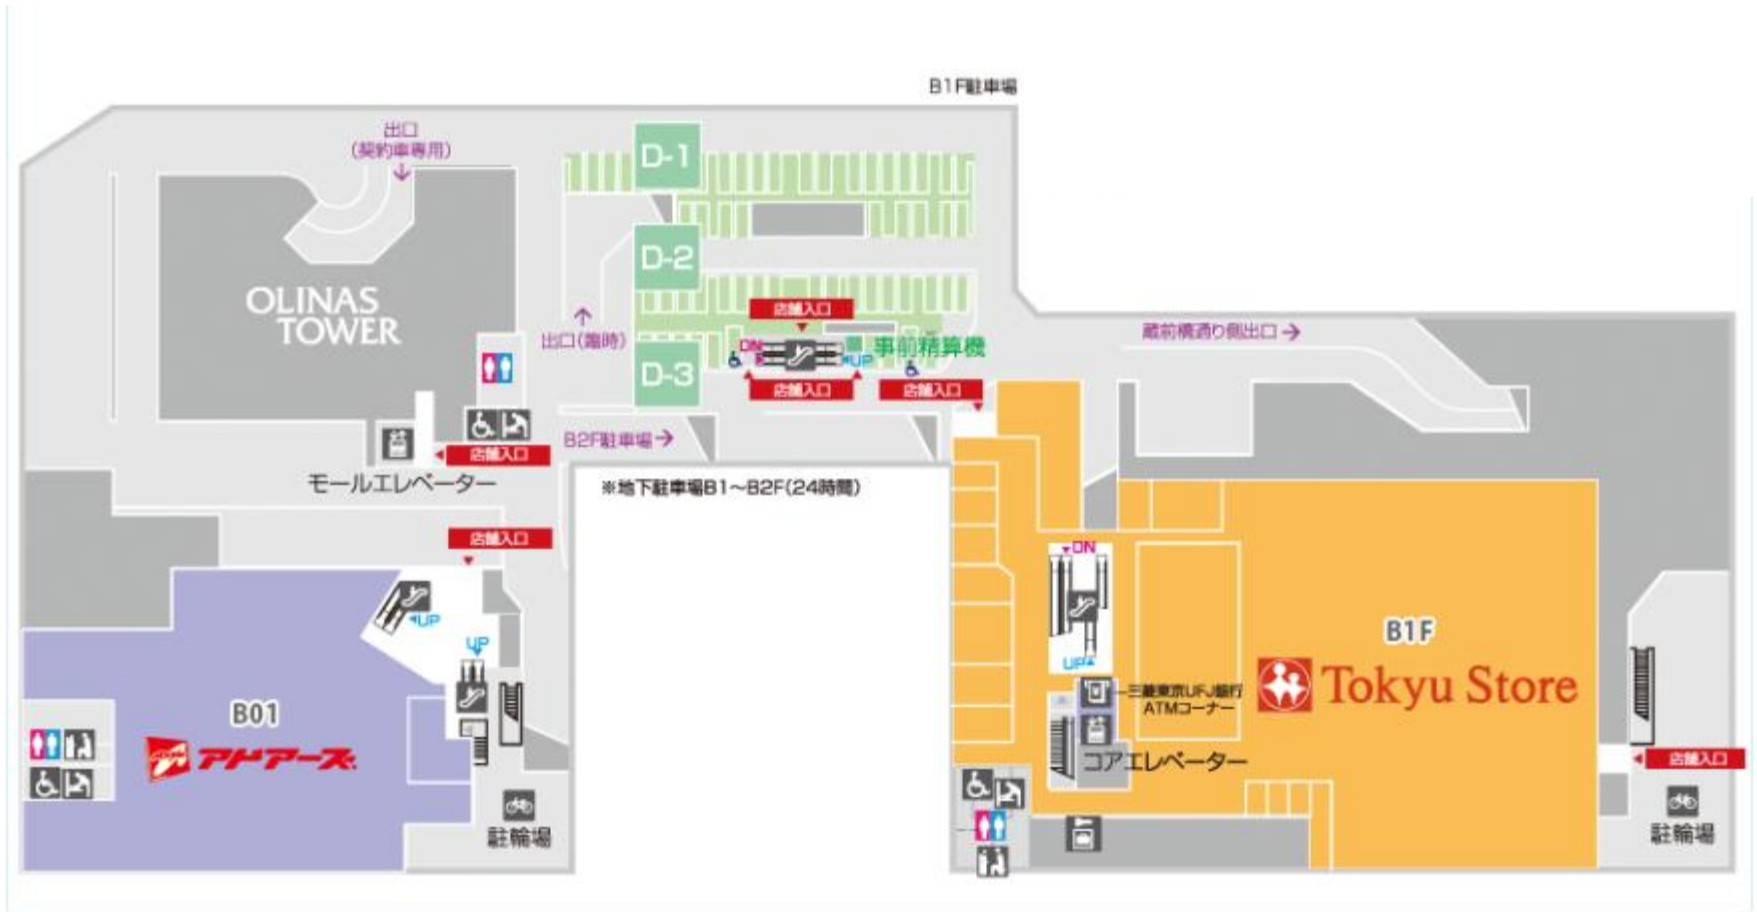 B1F駐車場
出口
(契約車専用)
D-1
D-2
OLINAS
TOWER
店舗入口
出口(臨時)
DN
UP
事前精算機
蔵前橋通り側出口
D-3
店舗入口
店舗入口
B2F駐車場
店舗入口
モールエレベーター
※地下駐車場B1～B2F(24時間)
店舗入口
DN
UP
UP
B1F
Tokyu Store
UP
三菱東京UFJ銀行
ATMコーナー
B01
アドアーズ
コアエレベーター
店舗入口
駐輪場
駐輪場